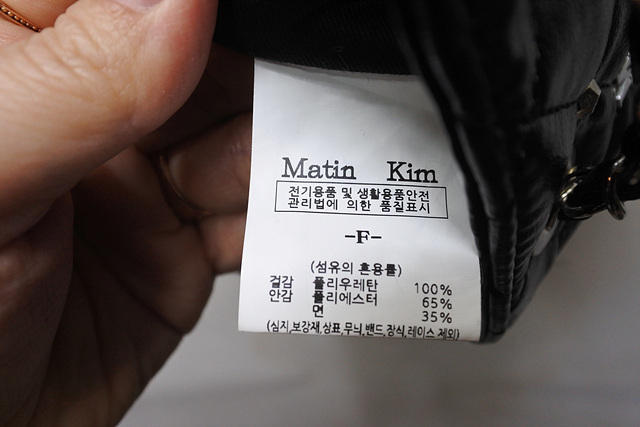 Matin Kim
전기용품 및 생활용품안전
관리법에 의한 품질표시
-F-
(섬유의 혼용률)
겉감 폴리우레탄 100%
안감 폴리에스터 65%
면 35%
(심지,보강재,상표,무늬,밴드,장식,레이스 제외)